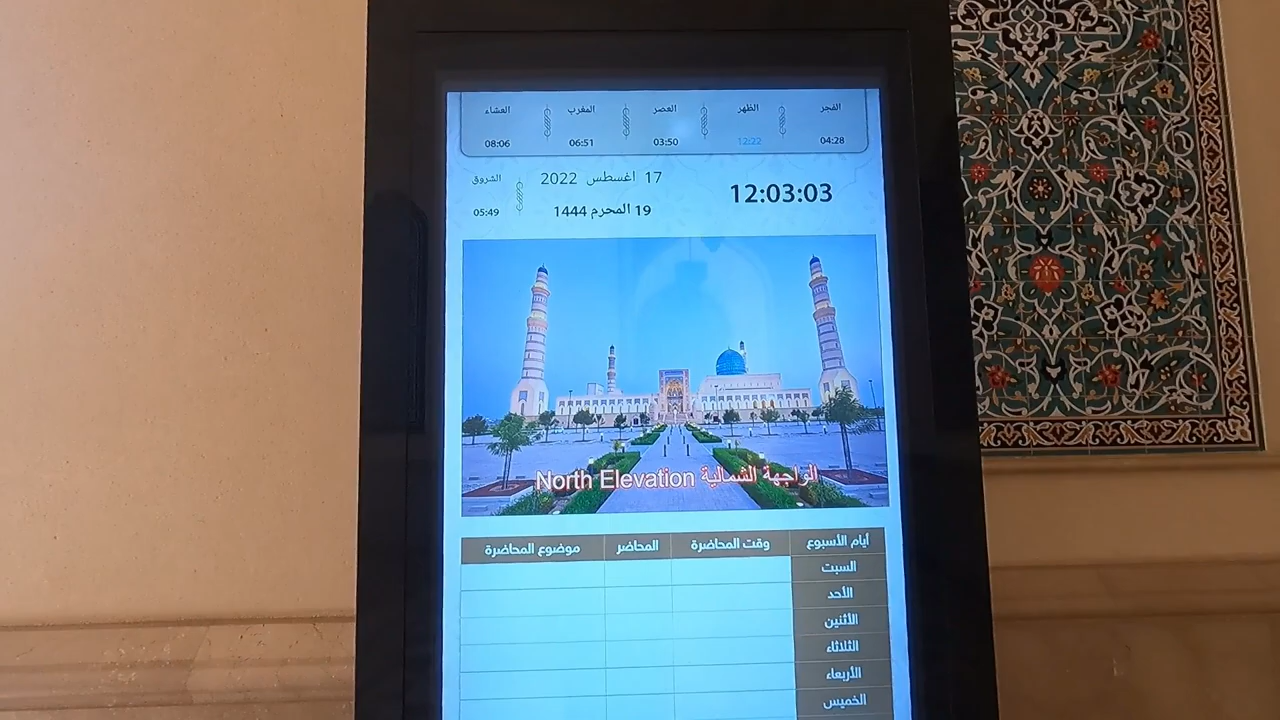 الفجر الظهر العصر المغرب العشاء
04:28 12:22 03:50 06:51 08:06
17 اغسطس 2022
الشروق
12:03:03
19 المحرم 1444
05:49
North Elevation الواجهة الشمالية
أيام الأسبوع وقت المحاضرة المحاضر موضوع المحاضرة
السبت
الأحد
الأثنين
الثلاثاء
الأربعاء
الخميس